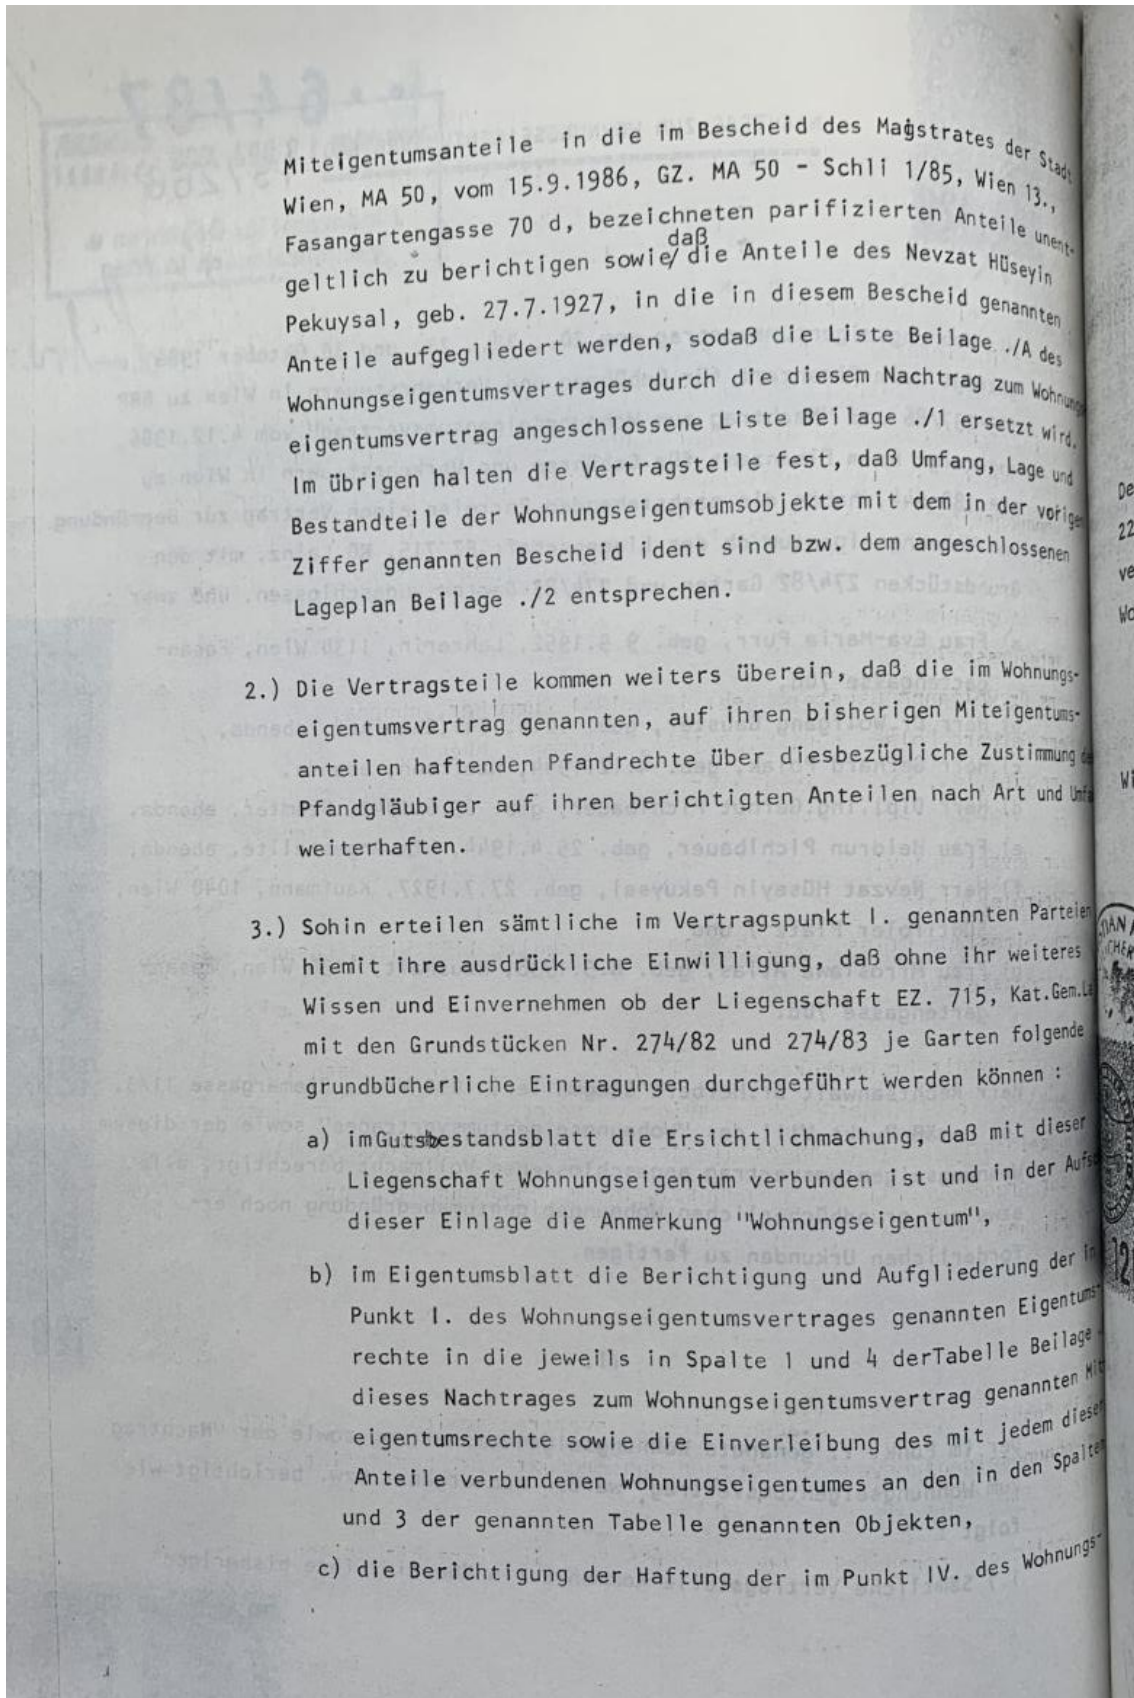 Miteigentumsanteile in die im Bescheid des Magistrates der Stadt
Wien, MA 50, vom 15.9.1986, GZ. MA 50 - Schli 1/85, Wien 13.,
Fasangartengasse 70 d, bezeichneten parifizierten Anteile unent-
daß
geltlich zu berichtigen sowie/ die Anteile des Nevzat Hüseyin
Pekuysal, geb. 27.7.1927, in die in diesem Bescheid genannten
Anteile aufgegliedert werden, sodaß die Liste Beilage ./A des
Wohnungseigentumsvertrages durch die diesem Nachtrag zum Wohnungs
eigentumsvertrag angeschlossene Liste Beilage ./1 ersetzt wird.
Im übrigen halten die Vertragsteile fest, daß Umfang, Lage und
Bestandteile der Wohnungseigentumsobjekte mit dem in der vorigen
Ziffer genannten Bescheid ident sind bzw. dem angeschlossenen
Lageplan Beilage ./2 entsprechen.
2.) Die Vertragsteile kommen weiters überein, daß die im Wohnungs-
eigentumsvertrag genannten, auf ihren bisherigen Miteigentums-
anteilen haftenden Pfandrechte über diesbezügliche Zustimmung
Pfandgläubiger auf ihren berichtigten Anteilen nach Art und
weiterhaften.
3.) Sohin erteilen sämtliche im Vertragspunkt I. genannten Parteien
hiemit ihre ausdrückliche Einwilligung, daß ohne ihr weiteres
Wissen und Einvernehmen ob der Liegenschaft EZ. 715, Kat.Gem.
mit den Grundstücken Nr. 274/82 und 274/83 je Garten folgende
grundbücherliche Eintragungen durchgeführt werden können :
a) imGutsbestandsblatt die Ersichtlichmachung, daß mit dieser
Liegenschaft Wohnungseigentum verbunden ist und in der
dieser Einlage die Anmerkung "Wohnungseigentum",
b) im Eigentumsblatt die Berichtigung und Aufgliederung der in
Punkt I. des Wohnungseigentumsvertrages genannten Eigentums-
rechte in die jeweils in Spalte 1 und 4 derTabelle Beilage
dieses Nachtrages zum Wohnungseigentumsvertrag genannten Mit
eigentumsrechte sowie die Einverleibung des mit jedem dieser
Anteile verbundenen Wohnungseigentumes an den in den Spalten
und 3 der genannten Tabelle genannten Objekten,
c) die Berichtigung der Haftung der im Punkt IV. des Wohnungs-